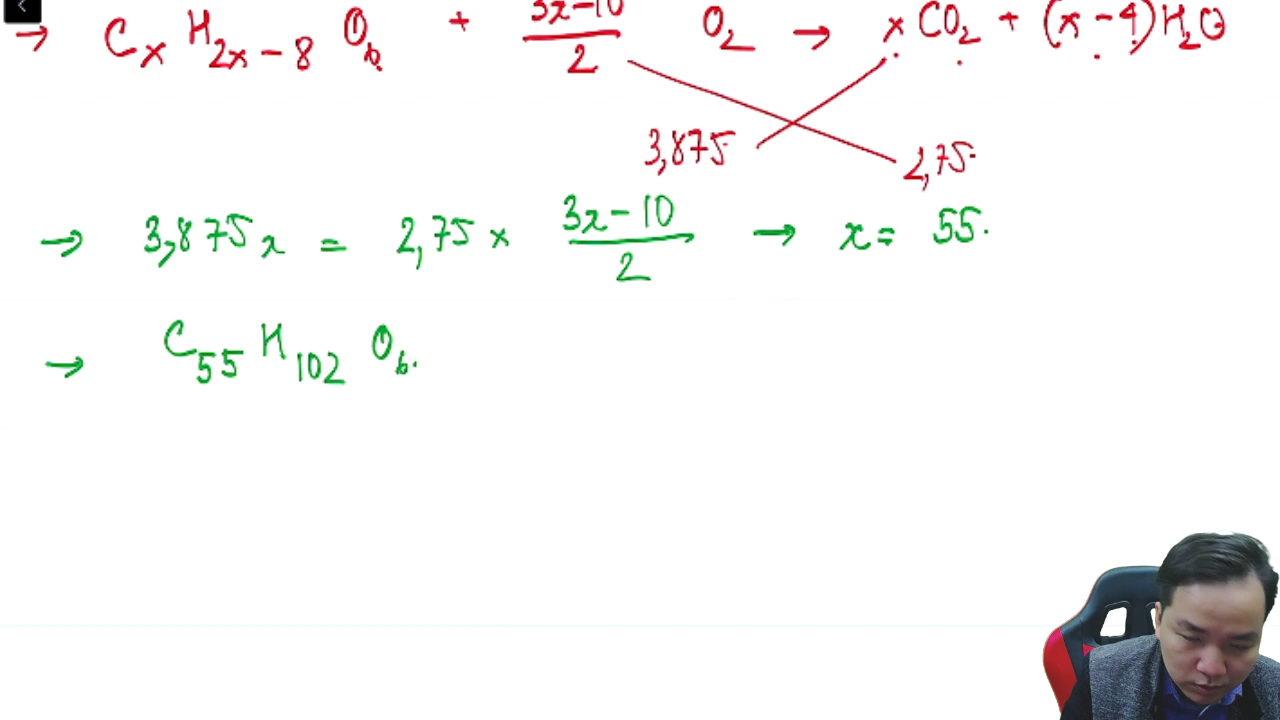 → CₓH₂ₓ₋₈O₆ + (3x-10)/2 O₂ → x CO₂ + (x-4) H₂O
3,875 2,75
→ 3,875x = 2,75 × (3x-10)/2 → x = 55.
→ C₅₅H₁₀₂O₆.